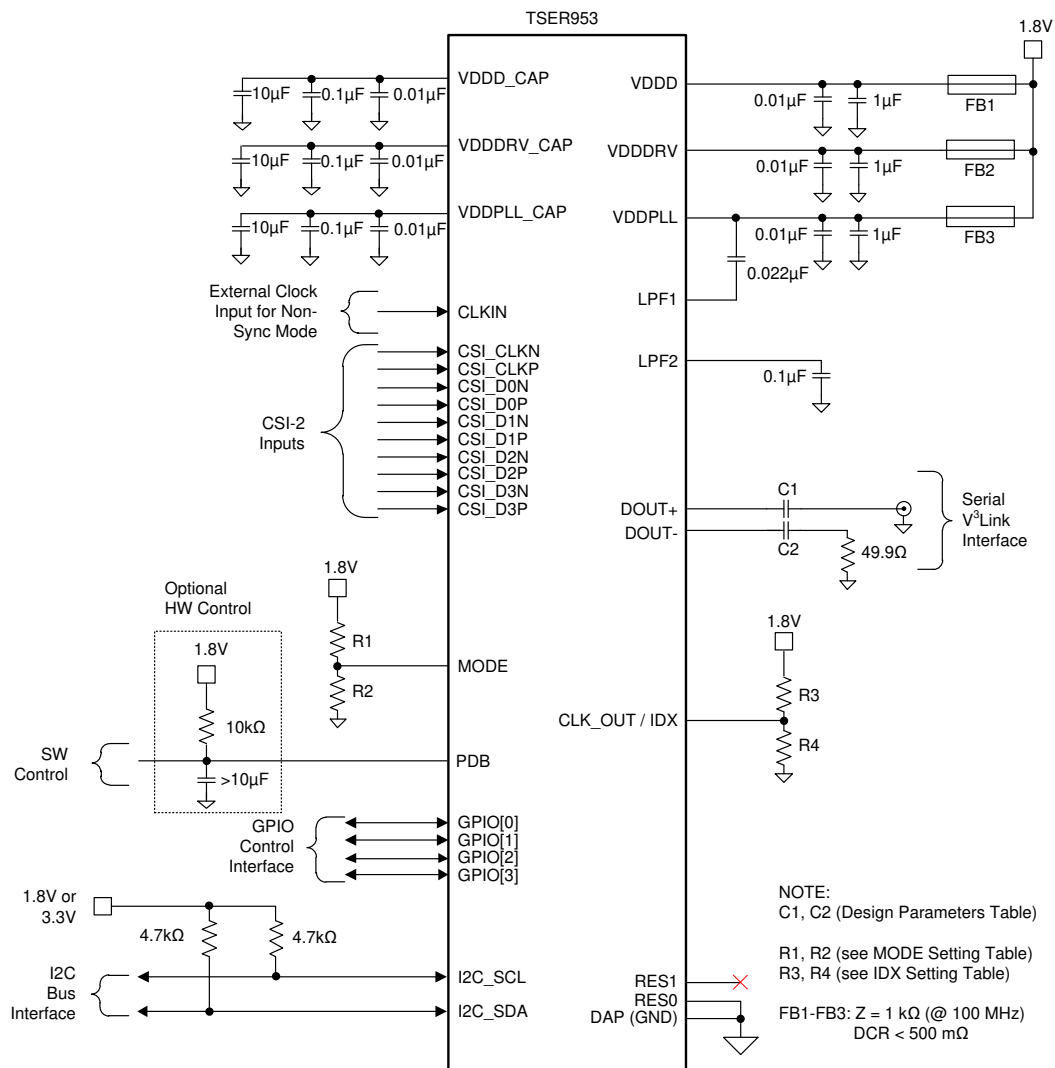 TSER953
1.8V
VDDD_CAP
10µF
0.1µF
0.01µF
VDDDRV_CAP
10µF
0.1µF
0.01µF
VDDPLL_CAP
10µF
0.1µF
0.01µF
External Clock
Input for Non-
Sync Mode
CLKIN
CSI-2
Inputs
CSI_CLKN
CSI_CLKP
CSI_D0N
CSI_D0P
CSI_D1N
CSI_D1P
CSI_D2N
CSI_D2P
CSI_D3N
CSI_D3P
1.8V
R1
R2
MODE
Optional
HW Control
1.8V
10kΩ
>10µF
SW
Control
PDB
GPIO
Control
Interface
GPIO[0]
GPIO[1]
GPIO[2]
GPIO[3]
1.8V or
3.3V
4.7kΩ
4.7kΩ
I2C
Bus
Interface
I2C_SCL
I2C_SDA
VDDD
0.01µF
1µF
FB1
VDDDRV
0.01µF
1µF
FB2
VDDPLL
0.01µF
1µF
FB3
0.022µF
LPF1
LPF2
0.1µF
DOUT+
DOUT-
C1
C2
49.9Ω
Serial
V³Link
Interface
1.8V
R3
R4
CLK_OUT / IDX
RES1
RES0
DAP (GND)
NOTE:
C1, C2 (Design Parameters Table)
R1, R2 (see MODE Setting Table)
R3, R4 (see IDX Setting Table)
FB1-FB3: Z = 1 kΩ (@ 100 MHz)
DCR < 500 mΩ